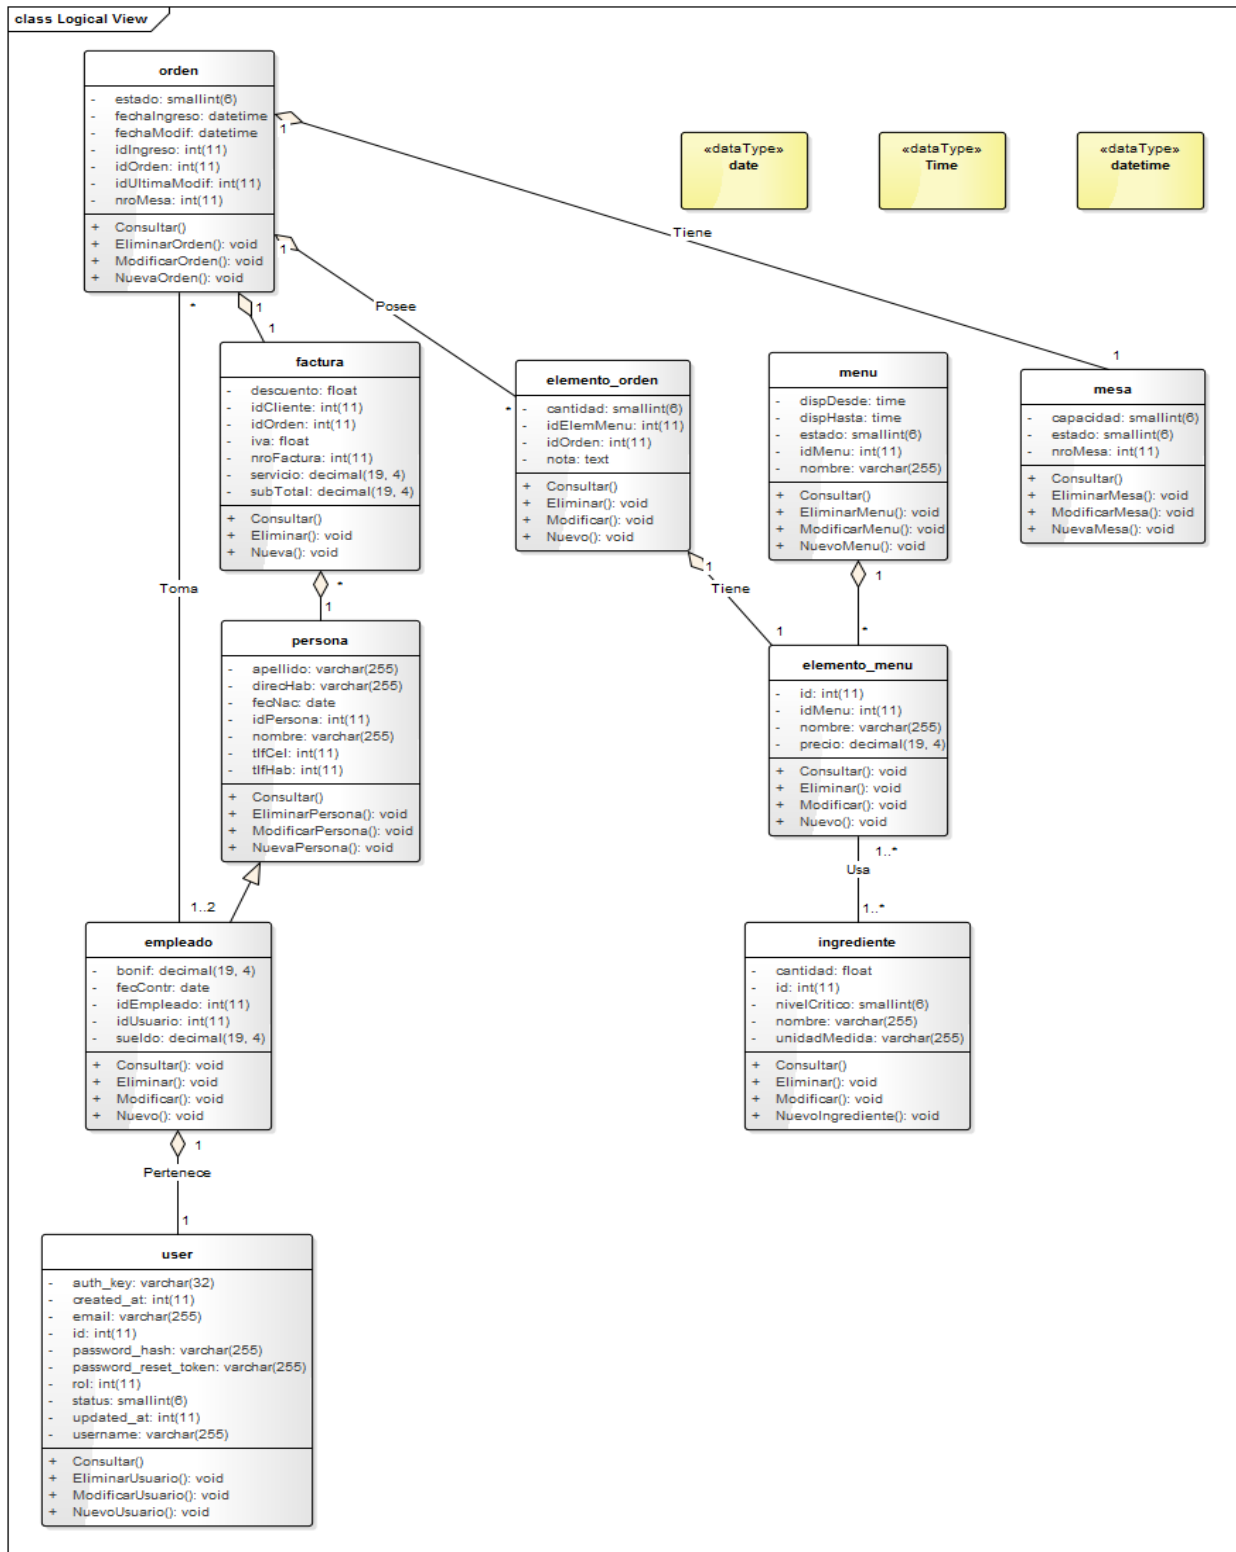 class Logical View
orden
- estado: smallint(6)
- fechaIngreso: datetime
- fechaModif: datetime
- idIngreso: int(11)
- idOrden: int(11)
- idUltimaModif: int(11)
- nroMesa: int(11)
+ Consultar()
+ EliminarOrden(): void
+ ModificarOrden(): void
+ NuevaOrden(): void
1
1
«dataType»
date
«dataType»
Time
«dataType»
datetime
Tiene
1
Posee
*
*
1
1
factura
- descuento: float
- idCliente: int(11)
- idOrden: int(11)
- iva: float
- nroFactura: int(11)
- servicio: decimal(19, 4)
- subTotal: decimal(19, 4)
+ Consultar()
+ Eliminar(): void
+ Nueva(): void
elemento_orden
- cantidad: smallint(6)
- idElemMenu: int(11)
- idOrden: int(11)
- nota: text
+ Consultar()
+ Eliminar(): void
+ Modificar(): void
+ Nuevo(): void
menu
- dispDesde: time
- dispHasta: time
- estado: smallint(6)
- idMenu: int(11)
- nombre: varchar(255)
+ Consultar()
+ EliminarMenu(): void
+ ModificarMenu(): void
+ NuevoMenu(): void
mesa
- capacidad: smallint(6)
- estado: smallint(6)
- nroMesa: int(11)
+ Consultar()
+ EliminarMesa(): void
+ ModificarMesa(): void
+ NuevaMesa(): void
Toma
*
1
1
Tiene
1
1
*
persona
- apellido: varchar(255)
- direcHab: varchar(255)
- fecNac: date
- idPersona: int(11)
- nombre: varchar(255)
- tlfCel: int(11)
- tlfHab: int(11)
+ Consultar()
+ EliminarPersona(): void
+ ModificarPersona(): void
+ NuevaPersona(): void
elemento_menu
- id: int(11)
- idMenu: int(11)
- nombre: varchar(255)
- precio: decimal(19, 4)
+ Consultar(): void
+ Eliminar(): void
+ Modificar(): void
+ Nuevo(): void
1..*
Usa
1..*
1..2
empleado
- bonif: decimal(19, 4)
- fecContr: date
- idEmpleado: int(11)
- idUsuario: int(11)
- sueldo: decimal(19, 4)
+ Consultar(): void
+ Eliminar(): void
+ Modificar(): void
+ Nuevo(): void
ingrediente
- cantidad: float
- id: int(11)
- nivelCritico: smallint(6)
- nombre: varchar(255)
- unidadMedida: varchar(255)
+ Consultar()
+ Eliminar(): void
+ Modificar(): void
+ NuevoIngrediente(): void
1
Pertenece
1
user
- auth_key: varchar(32)
- created_at: int(11)
- email: varchar(255)
- id: int(11)
- password_hash: varchar(255)
- password_reset_token: varchar(255)
- rol: int(11)
- status: smallint(6)
- updated_at: int(11)
- username: varchar(255)
+ Consultar()
+ EliminarUsuario(): void
+ ModificarUsuario(): void
+ NuevoUsuario(): void